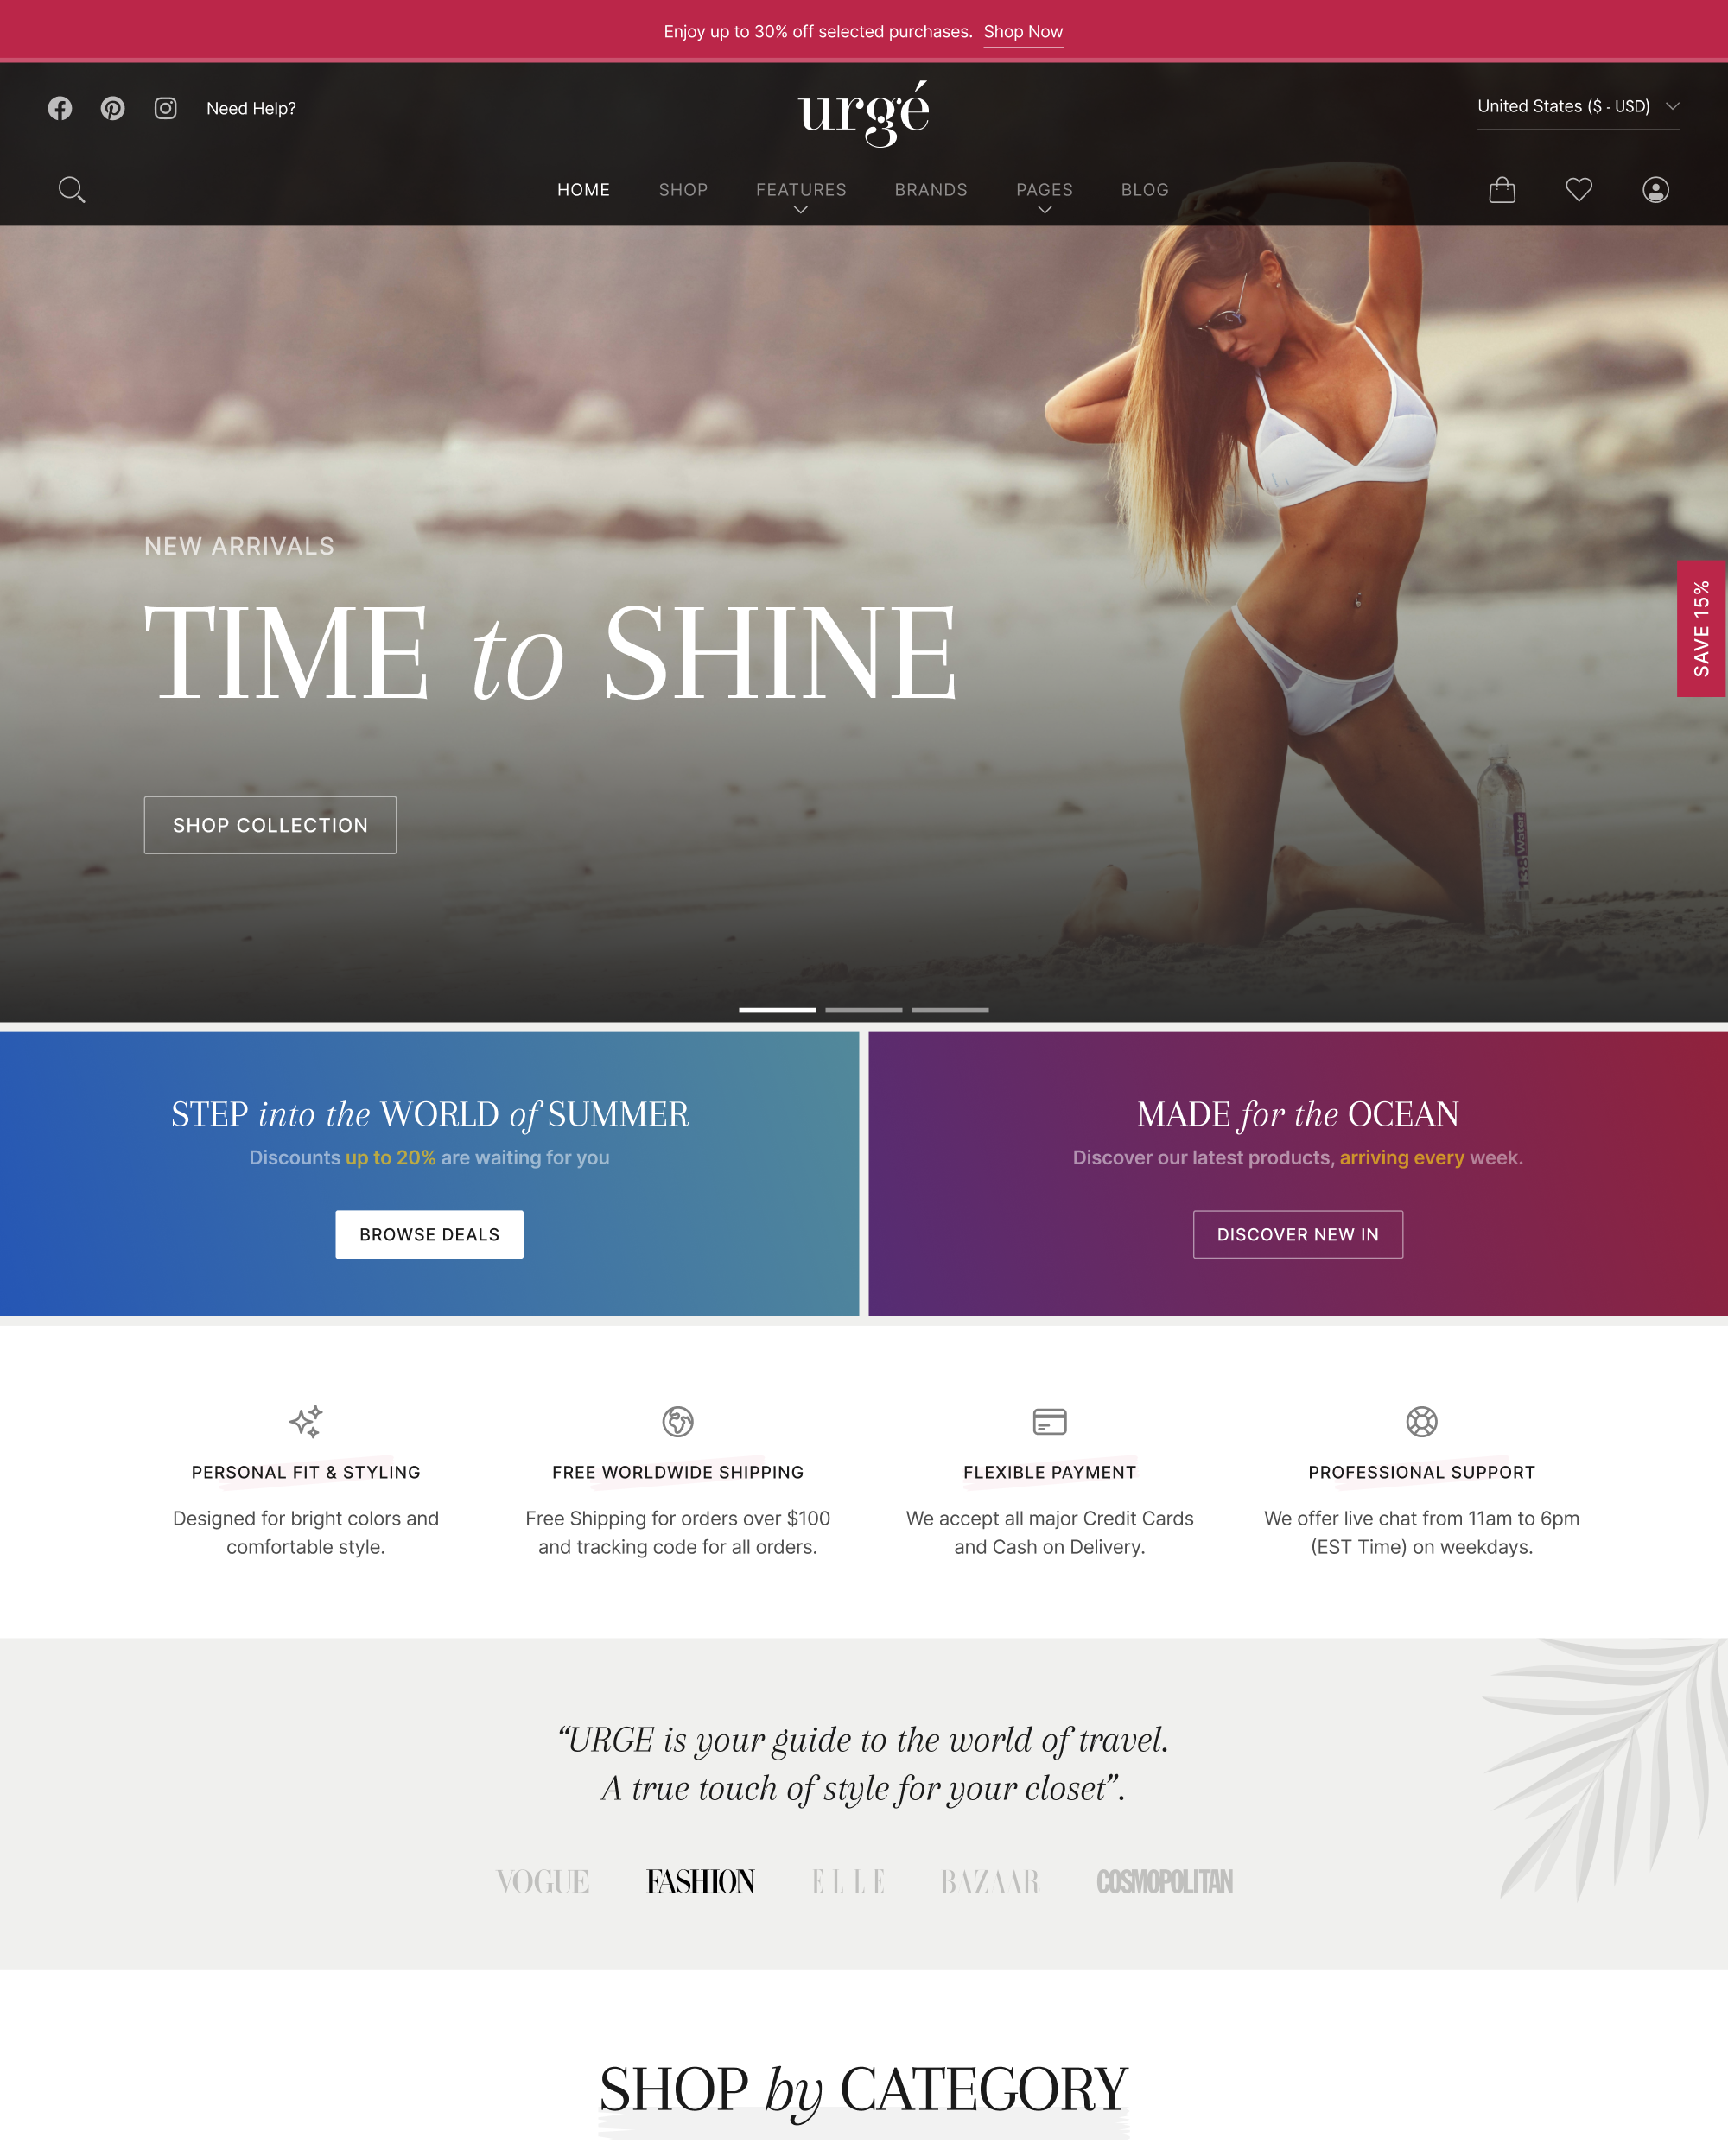 Enjoy up to 30% off selected purchases. Shop Now
Need Help?
urgé
United States ($ - USD)
HOME SHOP FEATURES BRANDS PAGES BLOG
NEW ARRIVALS
TIME to SHINE
SHOP COLLECTION
SAVE 15%
138 Water
STEP into the WORLD of SUMMER
Discounts up to 20% are waiting for you
BROWSE DEALS
MADE for the OCEAN
Discover our latest products, arriving every week.
DISCOVER NEW IN
PERSONAL FIT & STYLING
Designed for bright colors and
comfortable style.
FREE WORLDWIDE SHIPPING
Free Shipping for orders over $100
and tracking code for all orders.
FLEXIBLE PAYMENT
We accept all major Credit Cards
and Cash on Delivery.
PROFESSIONAL SUPPORT
We offer live chat from 11am to 6pm
(EST Time) on weekdays.
“URGE is your guide to the world of travel.
A true touch of style for your closet”.
VOGUE FASHION ELLE BAZAAR COSMOPOLITAN
SHOP by CATEGORY